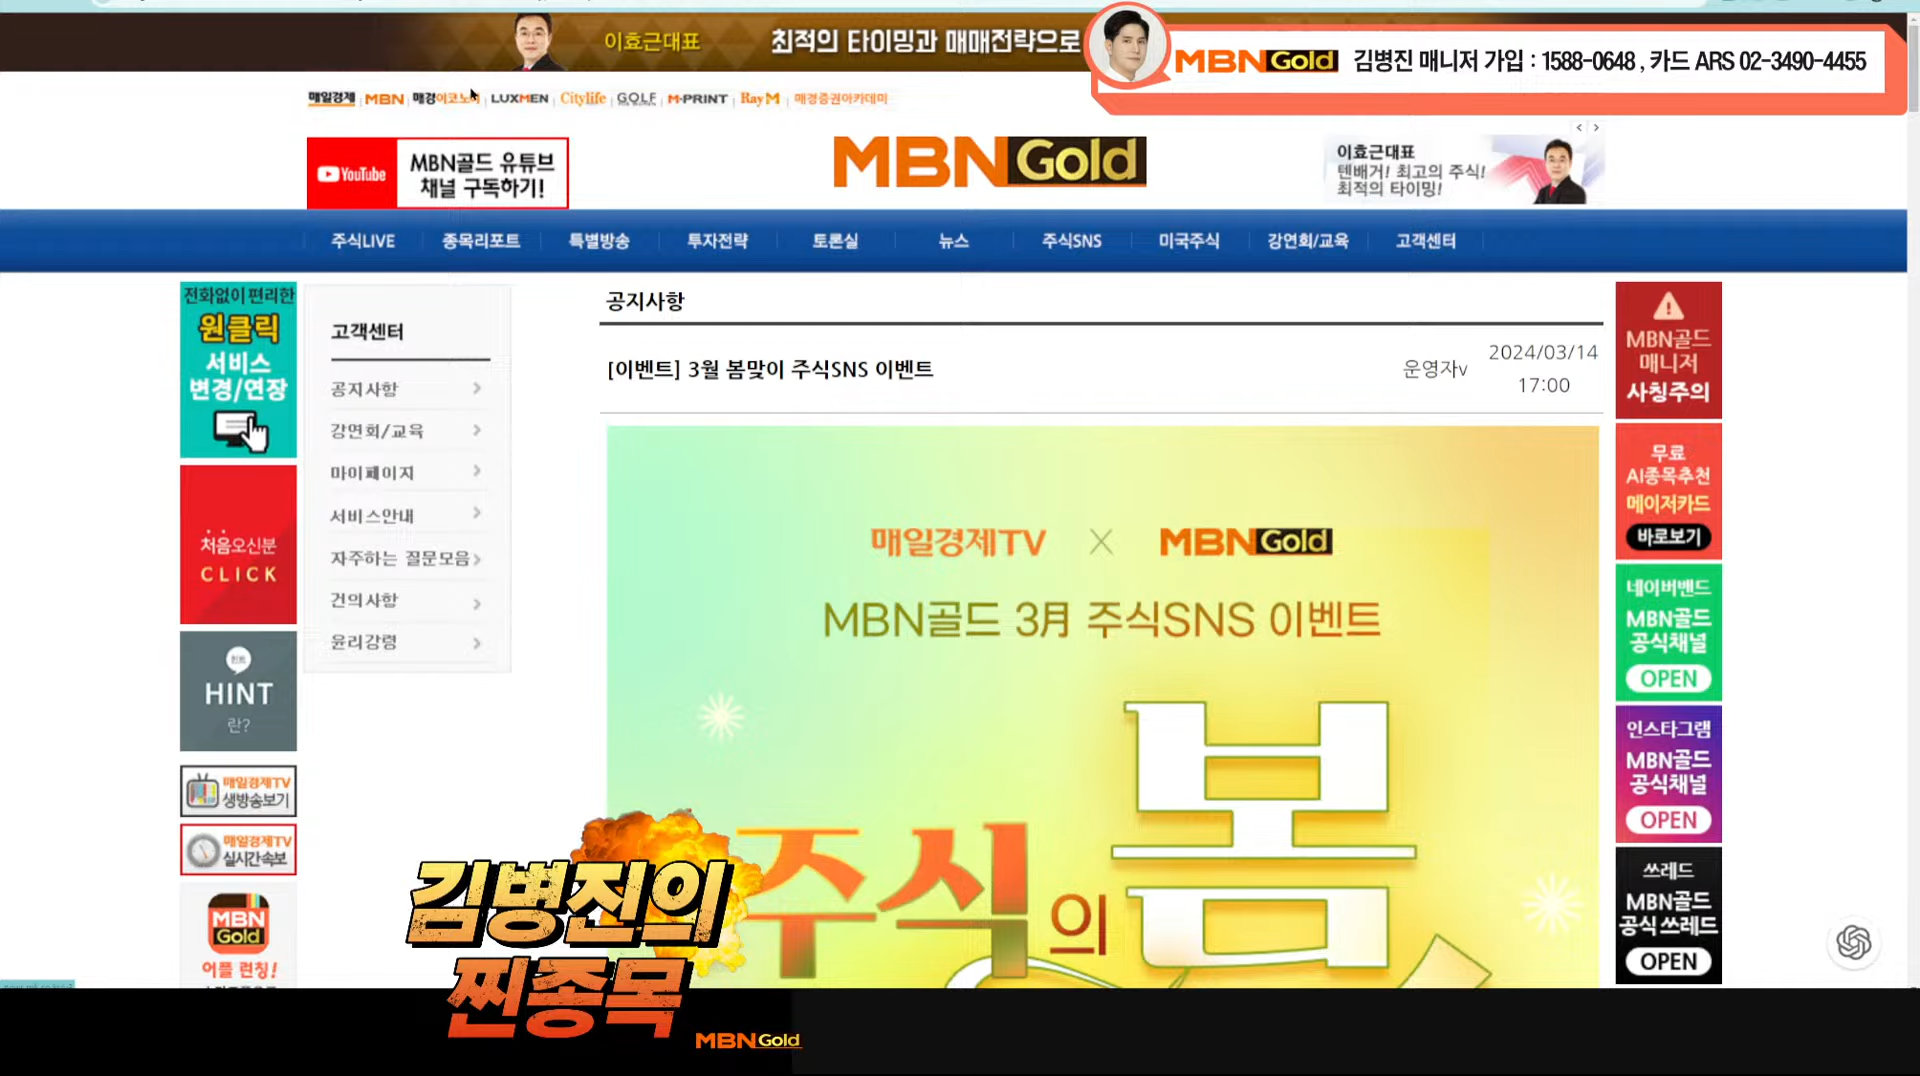 이효근대표
최적의 타이밍과 매매전략으로
MBN Gold 김병진 매니저 가입 : 1588-0648 , 카드 ARS 02-3490-4455
매일경제 MBN 매경이코노미 LUXMEN Citylife GOLF M-PRINT RayM 매경증권아카데미
YouTube
MBN골드 유튜브
채널 구독하기!
MBN Gold
이효근대표
텐배거! 최고의 주식!
최적의 타이밍!
주식LIVE 종목리포트 특별방송 투자전략 토론실 뉴스 주식SNS 미국주식 강연회/교육 고객센터
전화없이 편리한
원클릭
서비스
변경/연장
처음오신분
CLICK
힌트
HINT
란?
매일경제TV
생방송보기
매일경제TV
실시간속보
MBN
Gold
어플 런칭!
고객센터
공지사항
강연회/교육
마이페이지
서비스안내
자주하는 질문모음
건의사항
윤리강령
공지사항
[이벤트] 3월 봄맞이 주식SNS 이벤트
운영자v
2024/03/14
17:00
매일경제TV X MBN Gold
MBN골드 3月 주식SNS 이벤트
주식의 봄
MBN골드
매니저
사칭주의
무료
AI종목추천
메이저카드
바로보기
네이버밴드
MBN골드
공식채널
OPEN
인스타그램
MBN골드
공식채널
OPEN
쓰레드
MBN골드
공식 쓰레드
OPEN
김병진의
찐종목
MBN Gold